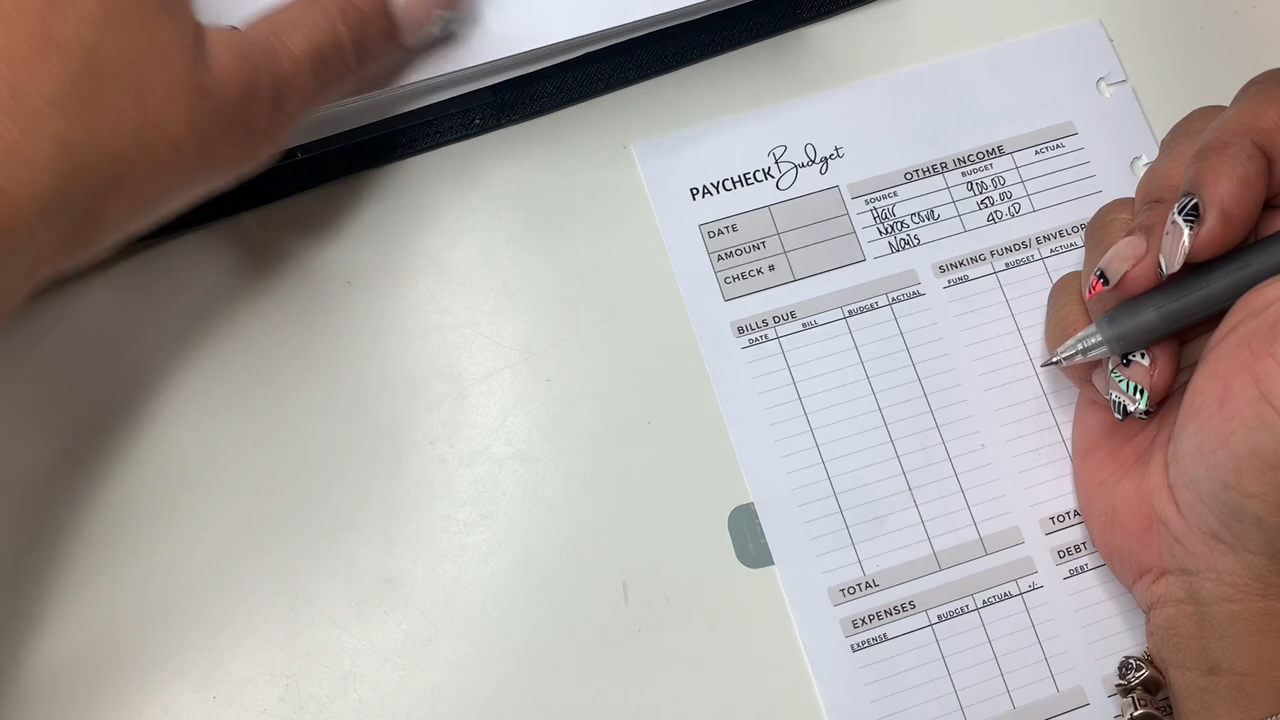 PAYCHECK Budget
DATE
AMOUNT
CHECK #
OTHER INCOME
SOURCE BUDGET ACTUAL
Hair 900.00
Noras cove 150.00
Nails 40.00
BILLS DUE
DATE BILL BUDGET ACTUAL
TOTAL
SINKING FUNDS/ ENVELOP
FUND BUDGET ACTUAL
TOTA
DEBT
DEBT
EXPENSES
EXPENSE BUDGET ACTUAL +/-